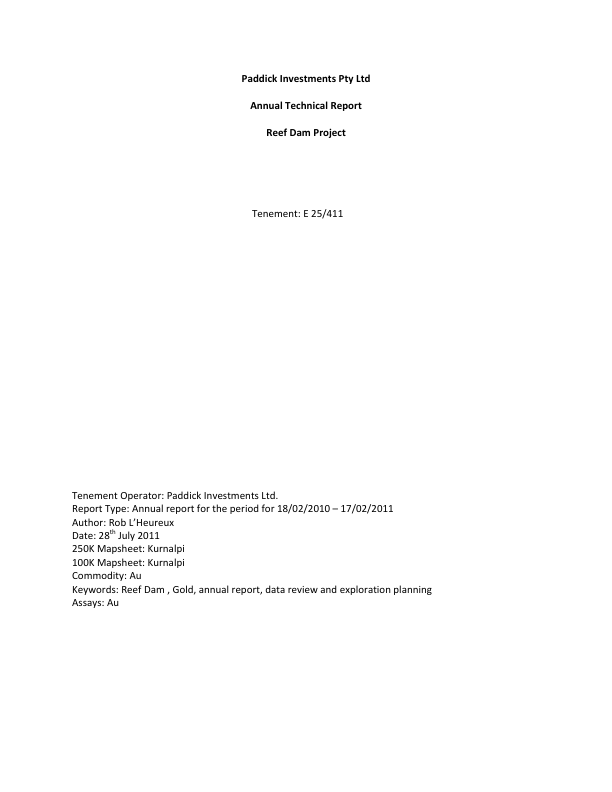 Paddick Investments Pty Ltd
Annual Technical Report
Reef Dam Project
Tenement: E 25/411
Tenement Operator: Paddick Investments Ltd.
Report Type: Annual report for the period for 18/02/2010 – 17/02/2011
Author: Rob L’Heureux
Date: 28th July 2011
250K Mapsheet: Kurnalpi
100K Mapsheet: Kurnalpi
Commodity: Au
Keywords: Reef Dam , Gold, annual report, data review and exploration planning
Assays: Au